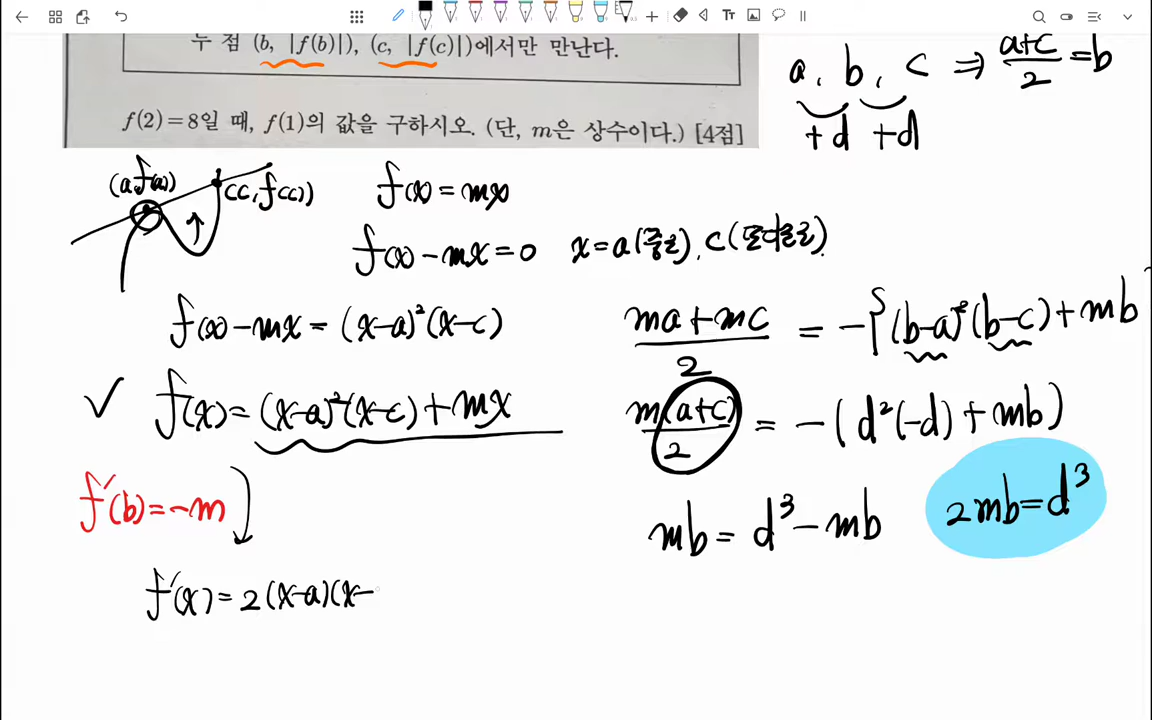 두 점 (b, |f(b)|), (c, |f(c)|)에서만 만난다.
f(2)=8일 때, f(1)의 값을 구하시오. (단, m은 상수이다.) [4점]
a, b, c ⇒ (a+c)/2 = b
+d +d
(a, f(a))
(c, f(c))
f(x) = mx
f(x) - mx = 0 x = a(중근), c(또다른근)
f(x) - mx = (x-a)²(x-c)
✓ f(x) = (x-a)²(x-c) + mx
f'(b) = -m
f'(x) = 2(x-a)(x-
(ma+mc)/2 = -{(b-a)²(b-c) + mb
m(a+c)/2 = -(d²(-d) + mb)
mb = d³ - mb
2mb = d³